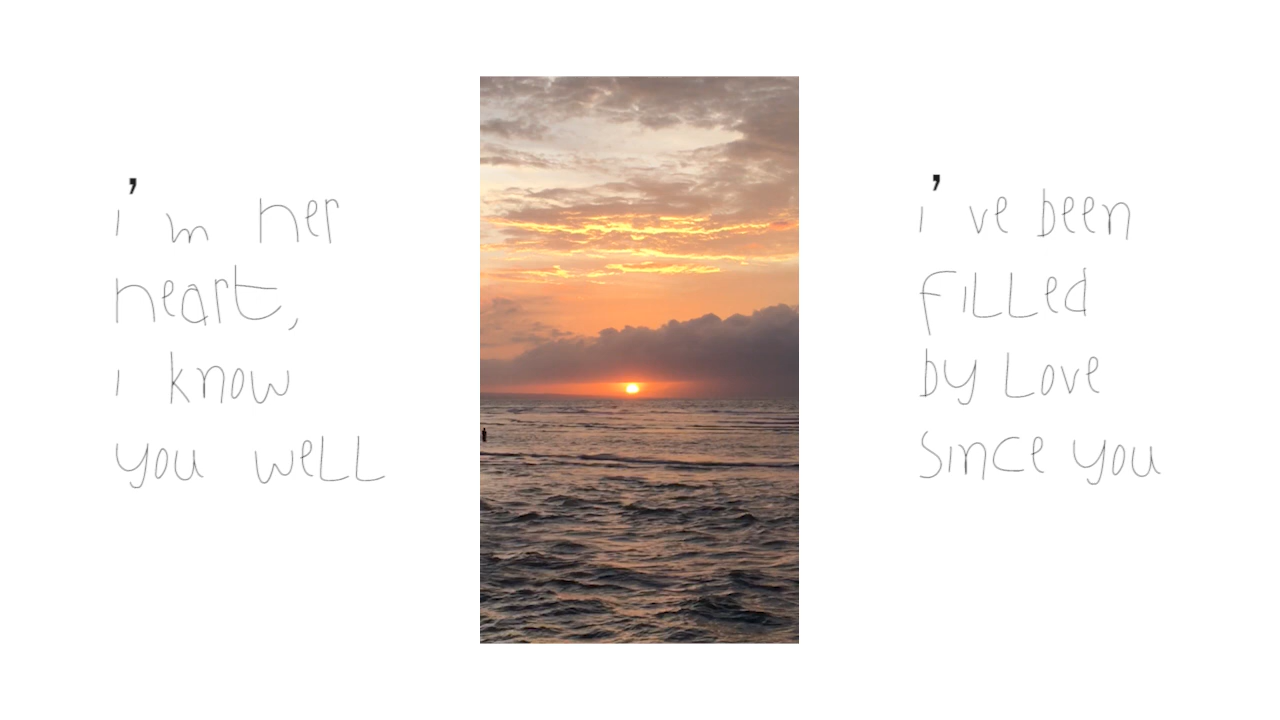 i'm her
heart,
i know
you well
i've been
filled
by love
since you